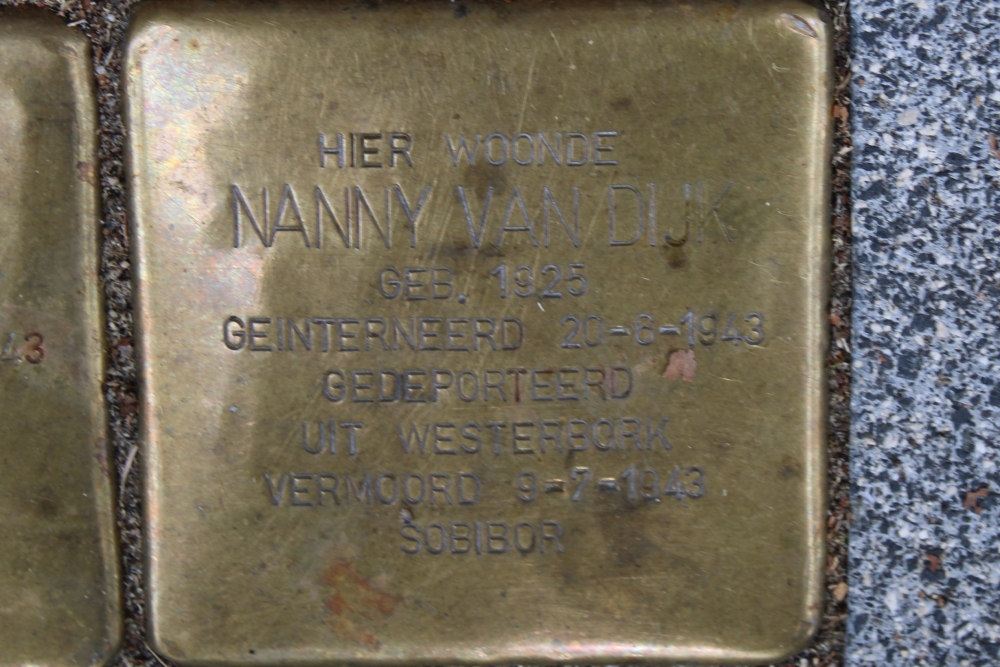 HIER WOONDE
NANNY VAN DIJK
GEB. 1925
GEINTERNEERD 20-6-1943
GEDEPORTEERD
UIT WESTERBORK
VERMOORD 9-7-1943
SOBIBOR
43